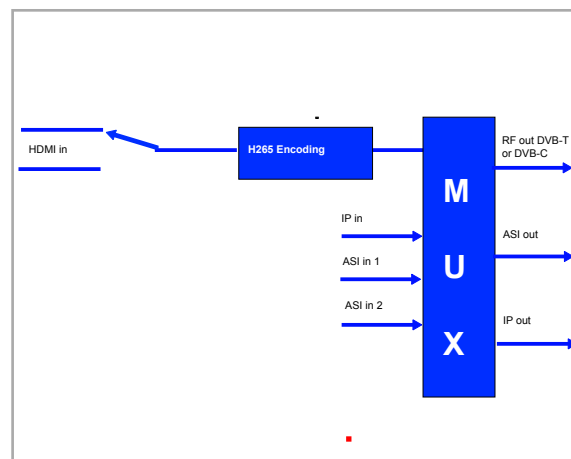 HDMI in
H265 Encoding
IP in
ASI in 1
ASI in 2
M
U
X
RF out DVB-T
or DVB-C
ASI out
IP out